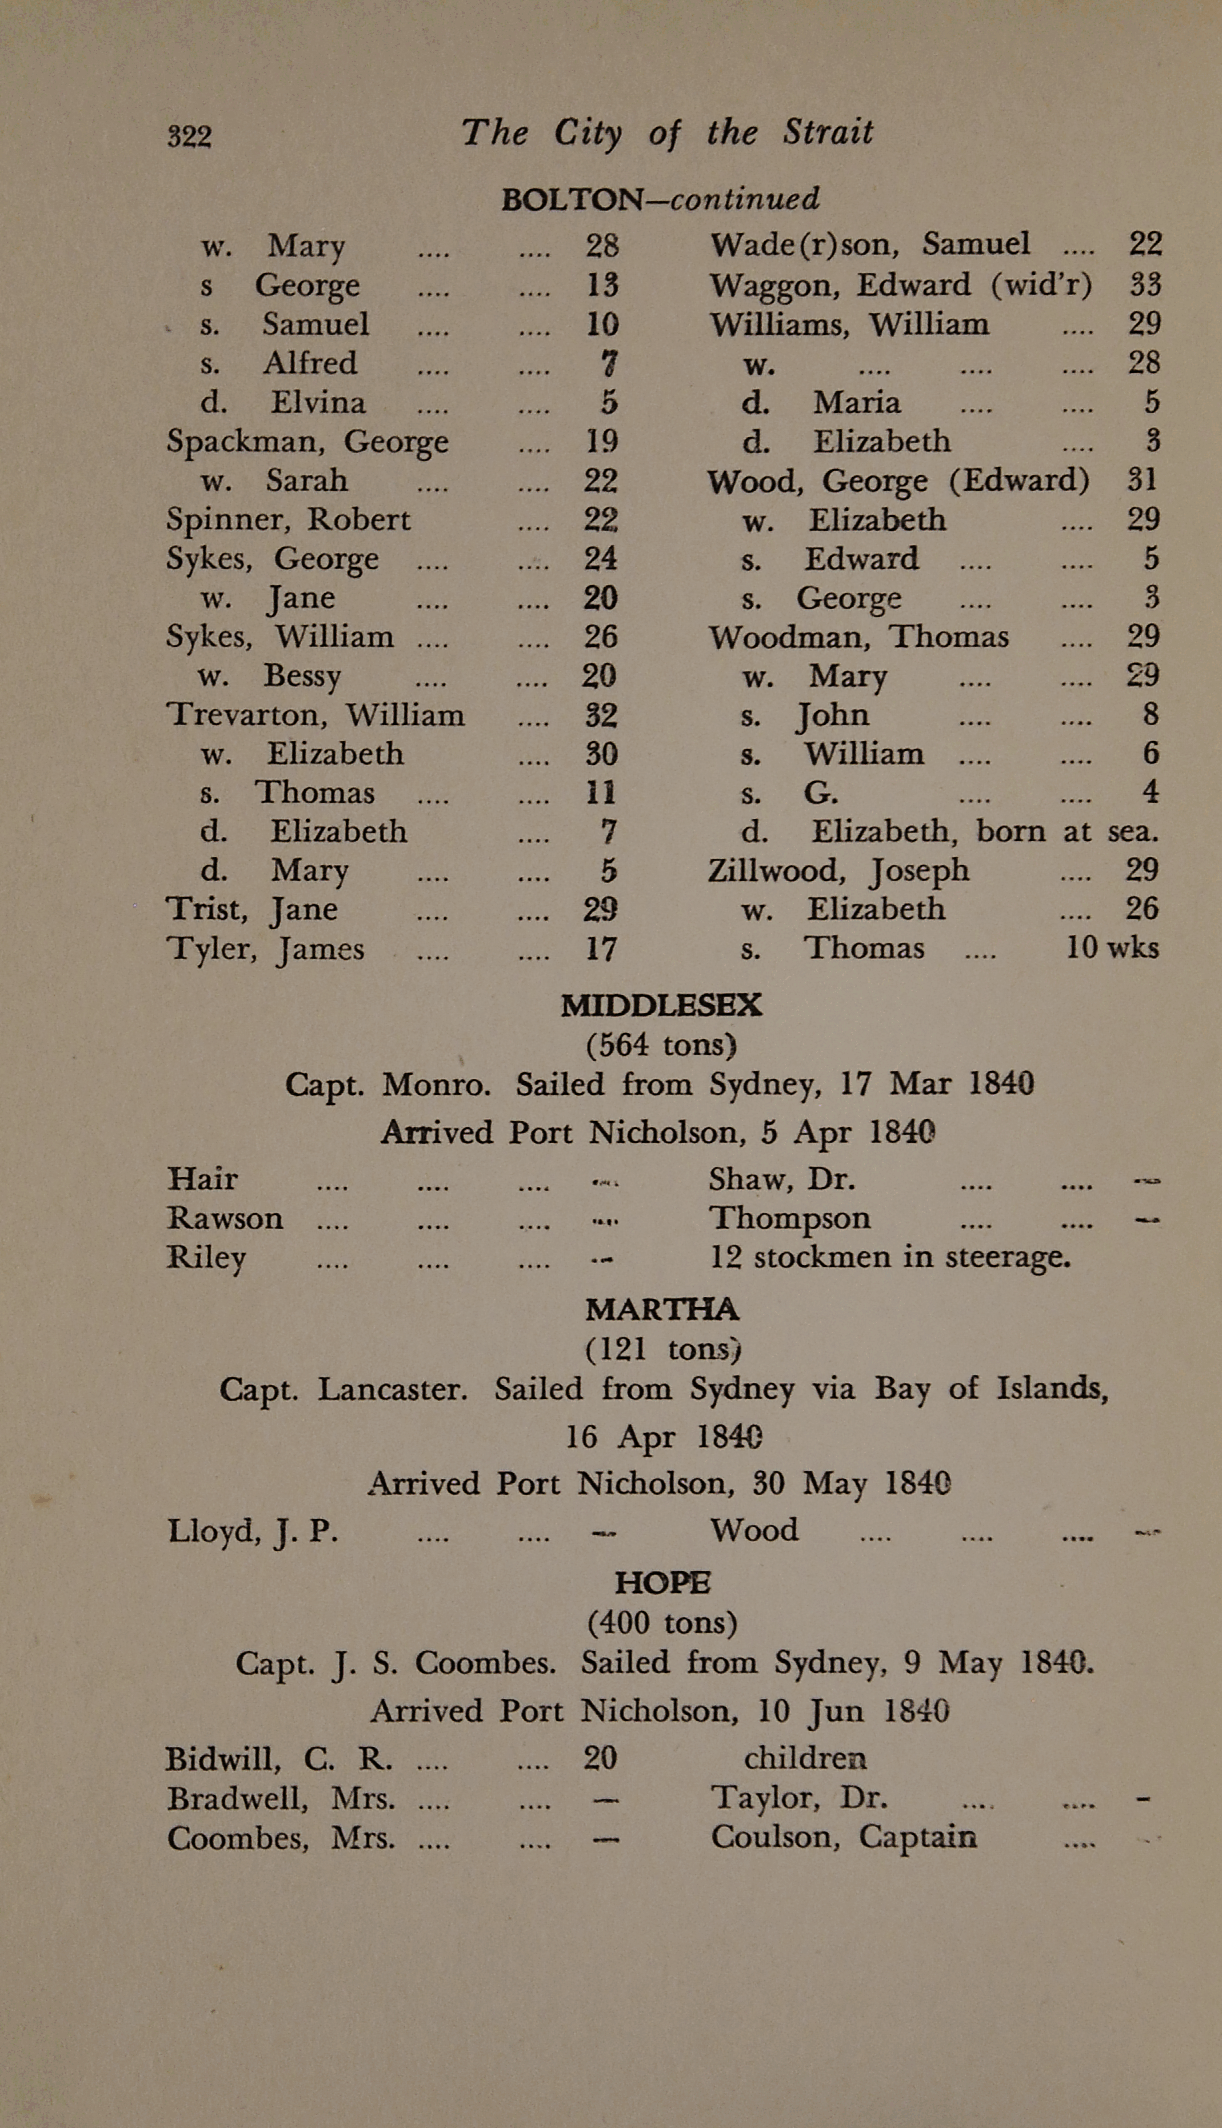 322 The City of the Strait
BOLTON—continued
w. Mary .... .... 28
s George .... .... 13
s. Samuel .... .... 10
s. Alfred .... .... 7
d. Elvina .... .... 5
Spackman, George .... 19
w. Sarah .... .... 22
Spinner, Robert .... 22
Sykes, George .... .... 24
w. Jane .... .... 20
Sykes, William .... .... 26
w. Bessy .... .... 20
Trevarton, William .... 32
w. Elizabeth .... 30
s. Thomas .... .... 11
d. Elizabeth .... 7
d. Mary .... .... 5
Trist, Jane .... .... 29
Tyler, James .... .... 17
Wade(r)son, Samuel .... 22
Waggon, Edward (wid'r) 33
Williams, William .... 29
w. .... .... .... 28
d. Maria .... .... 5
d. Elizabeth .... 3
Wood, George (Edward) 31
w. Elizabeth .... 29
s. Edward .... .... 5
s. George .... .... 3
Woodman, Thomas .... 29
w. Mary .... .... 29
s. John .... .... 8
s. William .... .... 6
s. G. .... .... 4
d. Elizabeth, born at sea.
Zillwood, Joseph .... 29
w. Elizabeth .... 26
s. Thomas .... 10 wks
MIDDLESEX
(564 tons)
Capt. Monro. Sailed from Sydney, 17 Mar 1840
Arrived Port Nicholson, 5 Apr 1840
Hair .... .... .... —
Rawson .... .... .... —
Riley .... .... .... —
Shaw, Dr. .... .... —
Thompson .... .... —
12 stockmen in steerage.
MARTHA
(121 tons)
Capt. Lancaster. Sailed from Sydney via Bay of Islands,
16 Apr 1840
Arrived Port Nicholson, 30 May 1840
Lloyd, J. P. .... .... —
Wood .... .... .... —
HOPE
(400 tons)
Capt. J. S. Coombes. Sailed from Sydney, 9 May 1840.
Arrived Port Nicholson, 10 Jun 1840
Bidwill, C. R. .... .... 20
Bradwell, Mrs. .... .... —
Coombes, Mrs. .... .... —
children
Taylor, Dr. .... .... -
Coulson, Captain ....